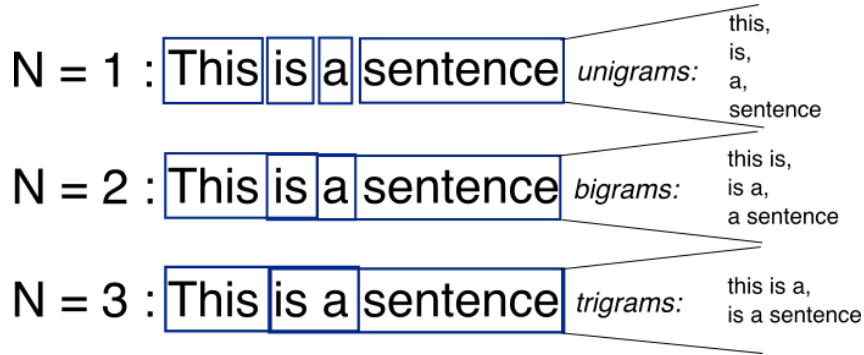 N = 1 : This is a sentence unigrams: this,
is,
a,
sentence
N = 2 : This is a sentence bigrams: this is,
is a,
a sentence
N = 3 : This is a sentence trigrams: this is a,
is a sentence